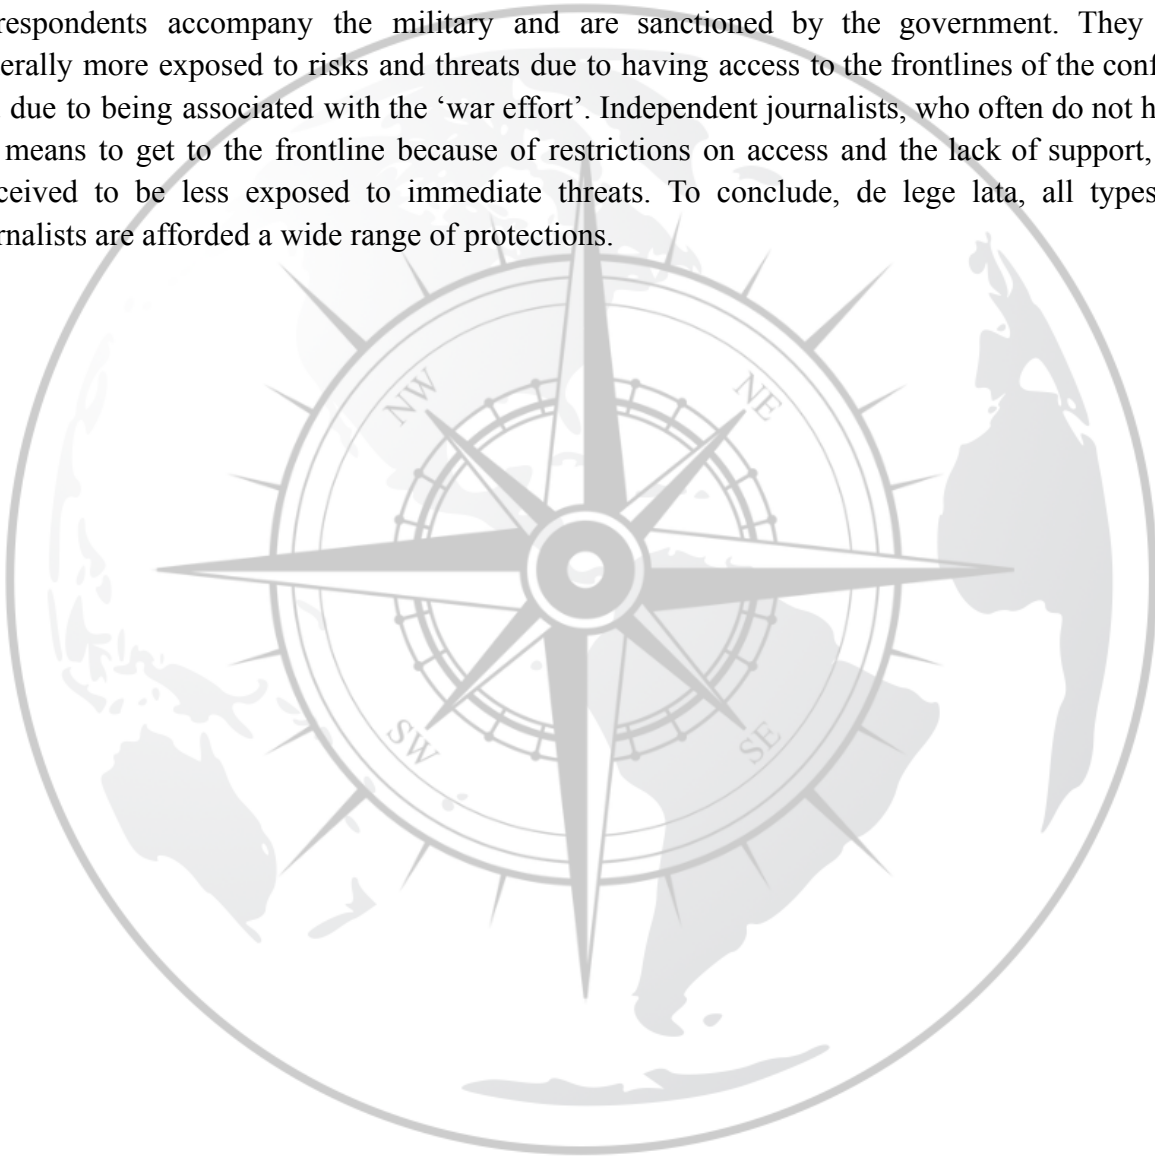 respondents accompany the military and are sanctioned by the government. They
erally more exposed to risks and threats due to having access to the frontlines of the conf
due to being associated with the ‘war effort’. Independent journalists, who often do not h
means to get to the frontline because of restrictions on access and the lack of support,
ceived to be less exposed to immediate threats. To conclude, de lege lata, all types
rnalists are afforded a wide range of protections.
NW
NE
SW
SE